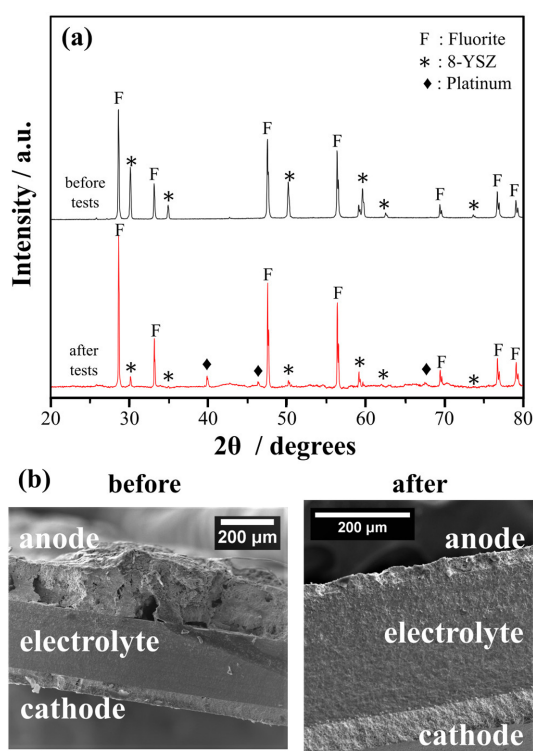 (a)
F : Fluorite
* : 8-YSZ
♦ : Platinum
Intensity / a.u.
before
tests
F
*
F
*
F
*
F
*
*
F
*
F
F
after
tests
F
*
F
*
♦
F
♦
*
F
*
*
♦
F
*
F
F
20 30 40 50 60 70 80
2θ / degrees
(b)
before
after
200 µm
anode
electrolyte
cathode
200 µm
anode
electrolyte
cathode